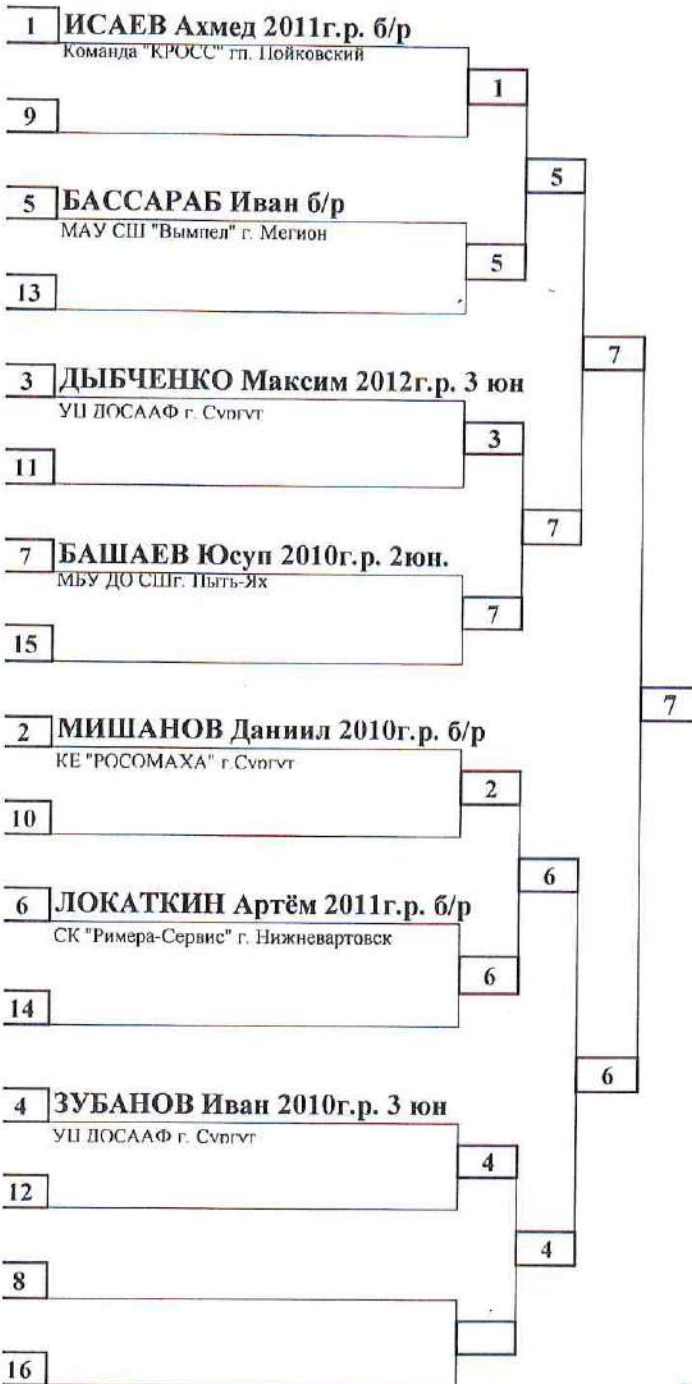 1 ИСАЕВ Ахмед 2011г.р. б/р
Команда "КРОСС" гп. Пойковский
1
9
5
5 БАССАРАБ Иван б/р
МАУ СШ "Вымпел" г. Мегион
5
13
7
3 ДЫБЧЕНКО Максим 2012г.р. 3 юн
УЦ ДОСААФ г. Сургут
3
11
7
7 БАШАЕВ Юсуп 2010г.р. 2юн.
МБУ ДО СШг. Пыть-Ях
7
15
7
2 МИШАНОВ Даниил 2010г.р. б/р
КЕ "РОСОМАХА" г.Сургут
2
10
6
6 ЛОКАТКИН Артём 2011г.р. б/р
СК "Римера-Сервис" г. Нижневартовск
6
14
6
4 ЗУБАНОВ Иван 2010г.р. 3 юн
УЦ ДОСААФ г. Сургут
4
12
4
8
16